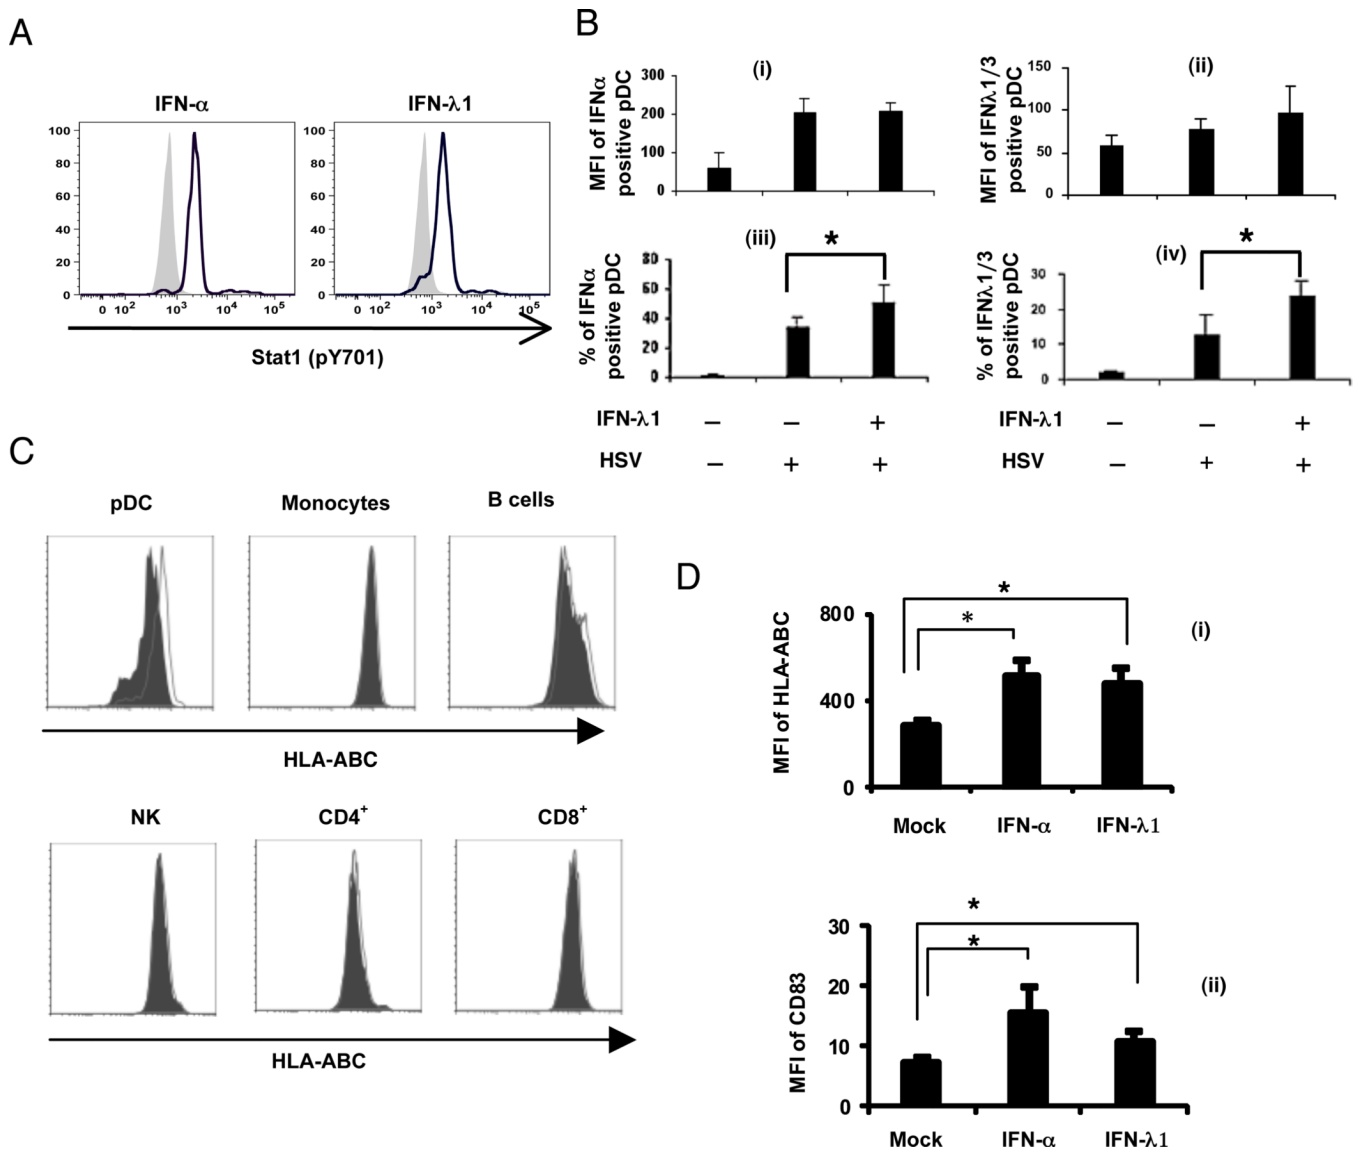 A
IFN-α
IFN-λ1
100
80
60
40
20
0
0 10² 10³ 10⁴ 10⁵
100
80
60
40
20
0
0 10² 10³ 10⁴ 10⁵
Stat1 (pY701)
B
(i)
MFI of IFNα
positive pDC
300
200
100
0
(ii)
MFI of IFNλ1/3
positive pDC
150
100
50
0
(iii)
*
% of IFNα
positive pDC
80
60
40
20
0
(iv)
*
% of IFNλ1/3
positive pDC
30
20
10
0
IFN-λ1 – – +
HSV – + +
IFN-λ1 – – +
HSV – + +
C
pDC
Monocytes
B cells
HLA-ABC
NK
CD4⁺
CD8⁺
HLA-ABC
D
(i)
*
*
MFI of HLA-ABC
800
400
0
Mock IFN-α IFN-λ1
(ii)
*
*
MFI of CD83
30
20
10
0
Mock IFN-α IFN-λ1